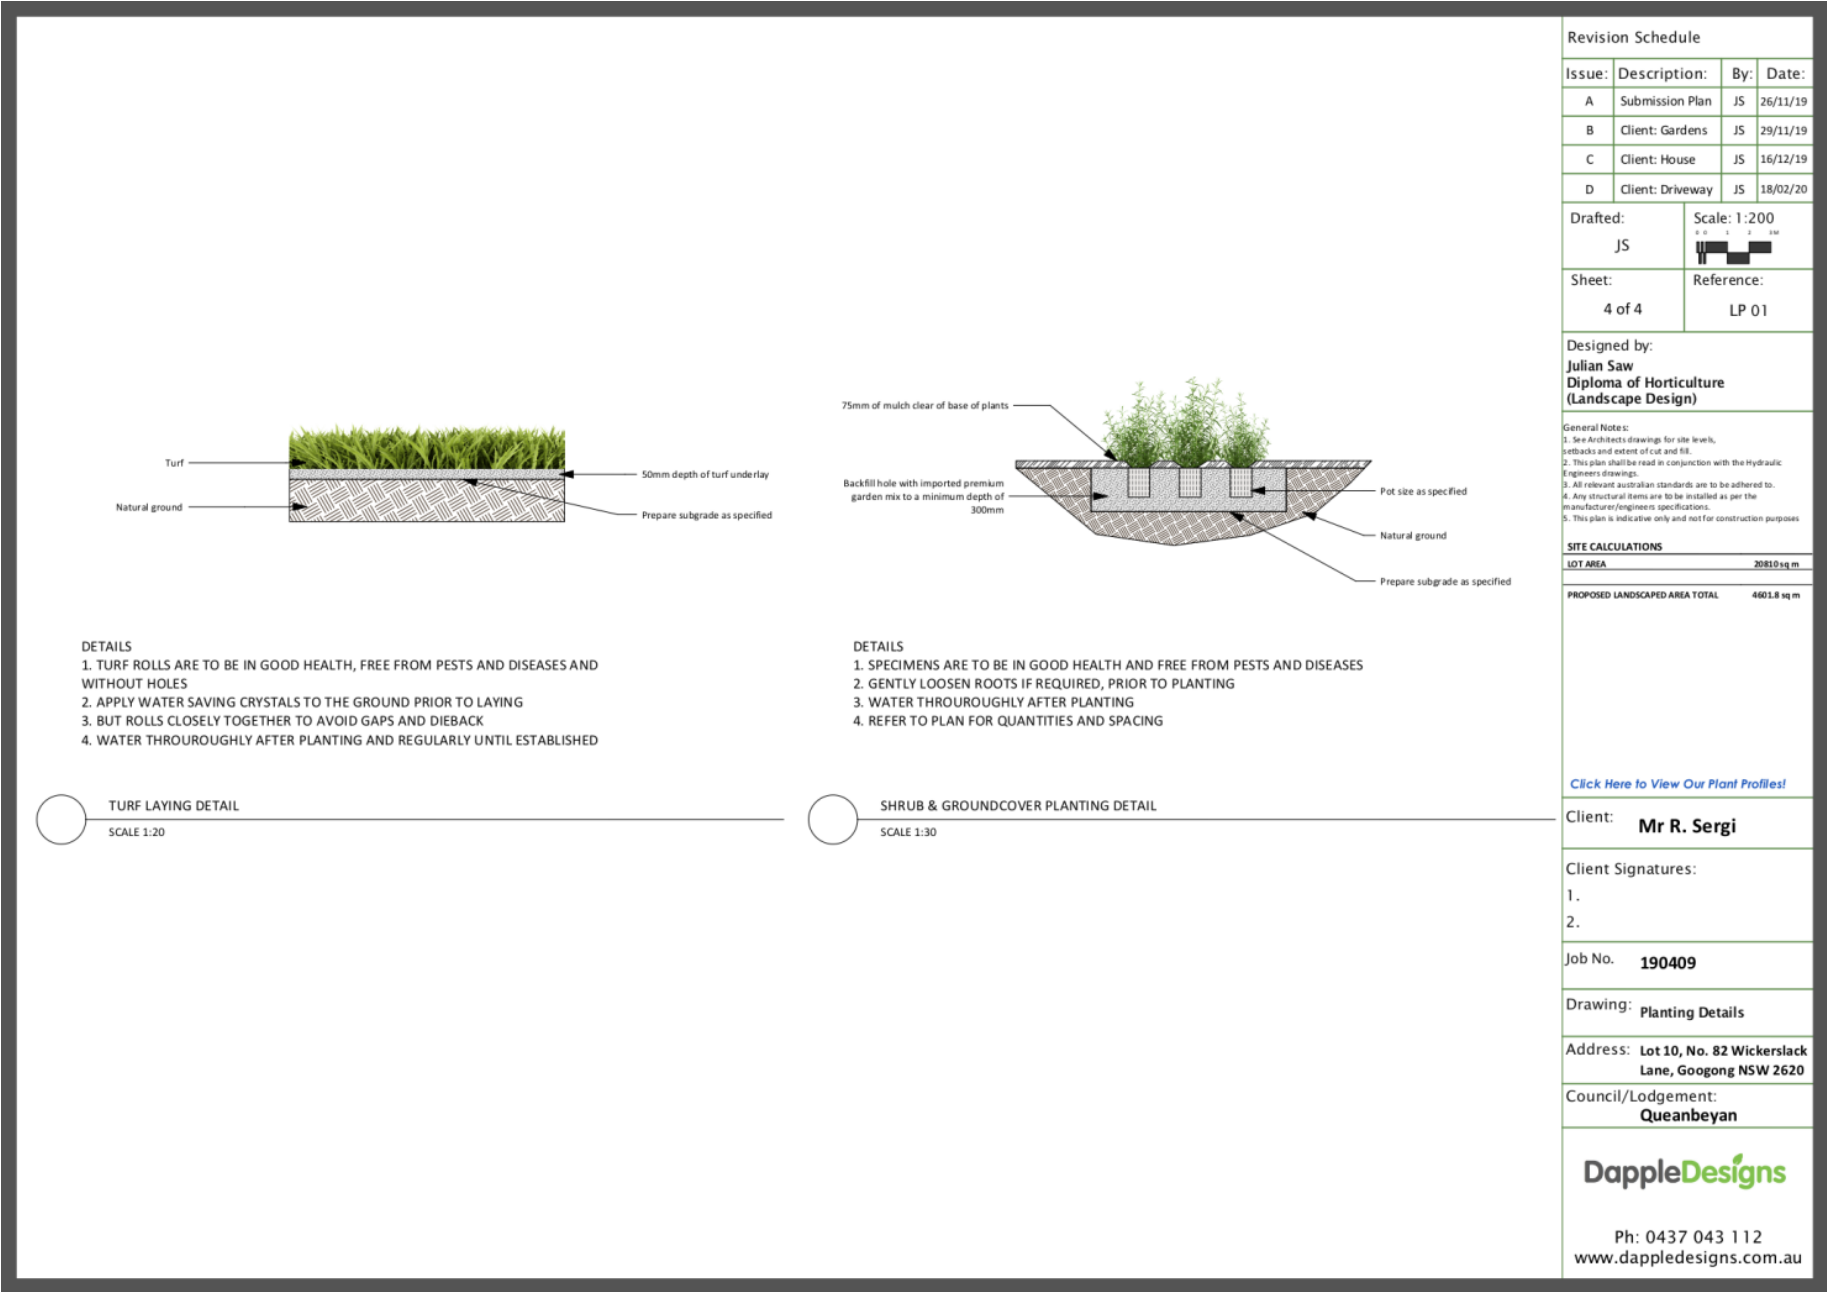 Turf
Natural ground
50mm depth of turf underlay
Prepare subgrade as specified
DETAILS
1. TURF ROLLS ARE TO BE IN GOOD HEALTH, FREE FROM PESTS AND DISEASES AND
WITHOUT HOLES
2. APPLY WATER SAVING CRYSTALS TO THE GROUND PRIOR TO LAYING
3. BUT ROLLS CLOSELY TOGETHER TO AVOID GAPS AND DIEBACK
4. WATER THROUROUGHLY AFTER PLANTING AND REGULARLY UNTIL ESTABLISHED
TURF LAYING DETAIL
SCALE 1:20
75mm of mulch clear of base of plants
Backfill hole with imported premium
garden mix to a minimum depth of
300mm
Pot size as specified
Natural ground
Prepare subgrade as specified
DETAILS
1. SPECIMENS ARE TO BE IN GOOD HEALTH AND FREE FROM PESTS AND DISEASES
2. GENTLY LOOSEN ROOTS IF REQUIRED, PRIOR TO PLANTING
3. WATER THROUROUGHLY AFTER PLANTING
4. REFER TO PLAN FOR QUANTITIES AND SPACING
SHRUB & GROUNDCOVER PLANTING DETAIL
SCALE 1:30
Revision Schedule
Issue: Description: By: Date:
A Submission Plan JS 26/11/19
B Client: Gardens JS 29/11/19
C Client: House JS 16/12/19
D Client: Driveway JS 18/02/20
Drafted:
JS
Scale: 1:200
0 0 1 2 3M
Sheet:
4 of 4
Reference:
LP 01
Designed by:
Julian Saw
Diploma of Horticulture
(Landscape Design)
General Notes:
1. See Architects drawings for site levels,
setbacks and extent of cut and fill.
2. This plan shall be read in conjunction with the Hydraulic
Engineers drawings.
3. All relevant australian standards are to be adhered to.
4. Any structural items are to be installed as per the
manufacturer/engineers specifications.
5. This plan is indicative only and not for construction purposes
SITE CALCULATIONS
LOT AREA 20810 sq m
PROPOSED LANDSCAPED AREA TOTAL 4601.8 sq m
Click Here to View Our Plant Profiles!
Client: Mr R. Sergi
Client Signatures:
1.
2.
Job No. 190409
Drawing: Planting Details
Address: Lot 10, No. 82 Wickerslack
Lane, Googong NSW 2620
Council/Lodgement:
Queanbeyan
DappleDesigns
Ph: 0437 043 112
www.dappledesigns.com.au